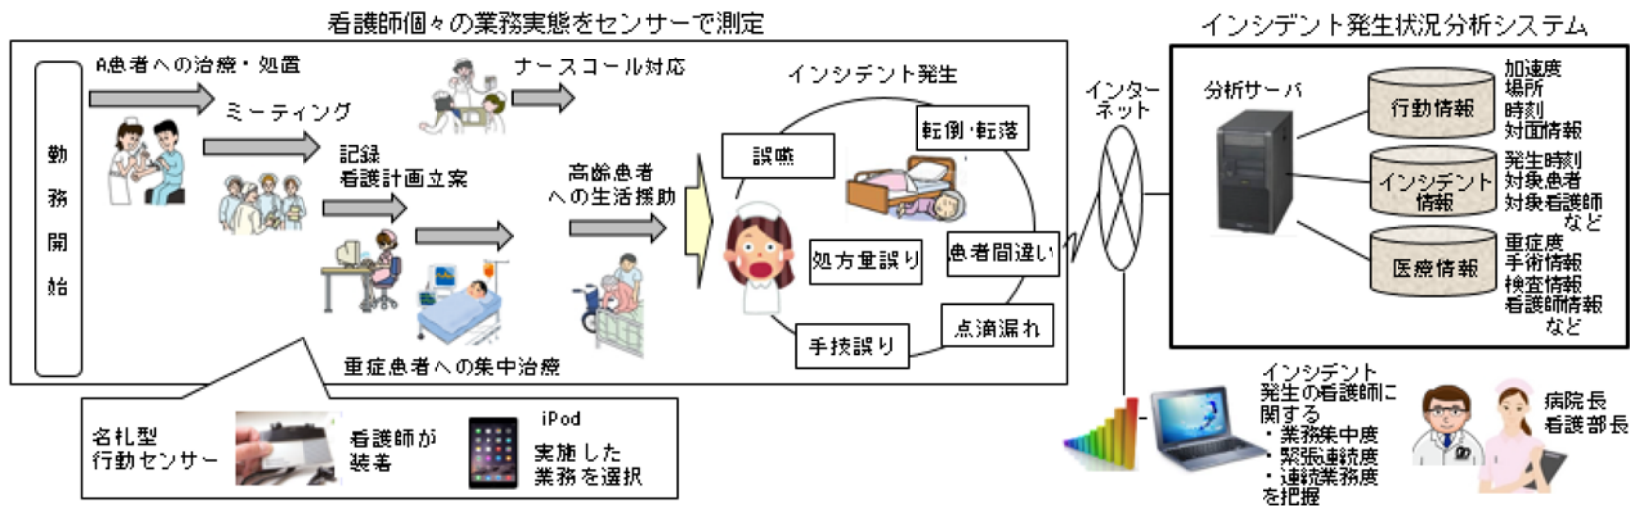 看護師個々の業務実態をセンサーで測定
勤務開始
A患者への治療・処置
ミーティング
記録
看護計画立案
ナースコール対応
重症患者への集中治療
高齢患者
への生活援助
インシデント発生
誤嚥
転倒・転落
処方量誤り
患者間違い
点滴漏れ
手技誤り
名札型
行動センサー
看護師が
装着
iPod
実施した
業務を選択
インター
ネット
インシデント発生状況分析システム
分析サーバ
行動情報
加速度
場所
時刻
対面情報
インシデント
情報
発生時刻
対象患者
対象看護師
など
医療情報
重症度
手術情報
検査情報
看護師情報
など
インシデント
発生の看護師に
関する
・業務集中度
・緊張連続度
・連続業務度
を把握
病院長
看護部長